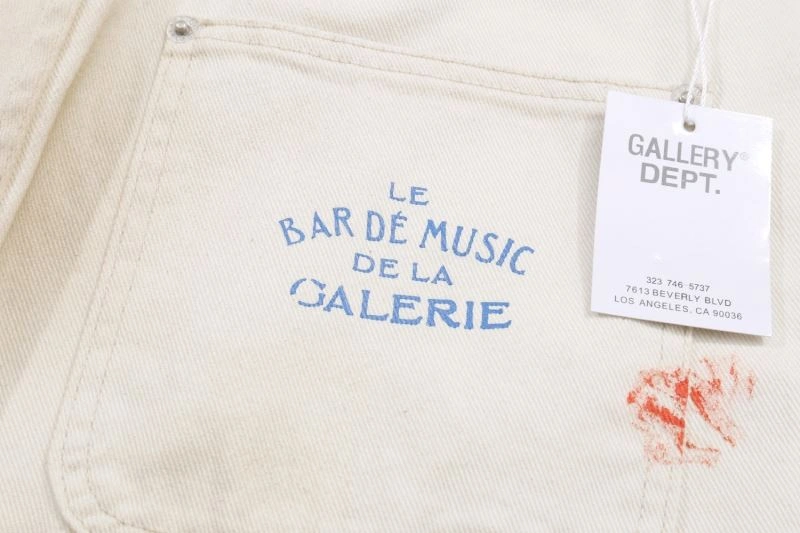 LE
BAR DÉ MUSIC
DE LA
GALERIE
GALLERY®
DEPT.
323 746-5737
7613 BEVERLY BLVD
LOS ANGELES, CA 90036